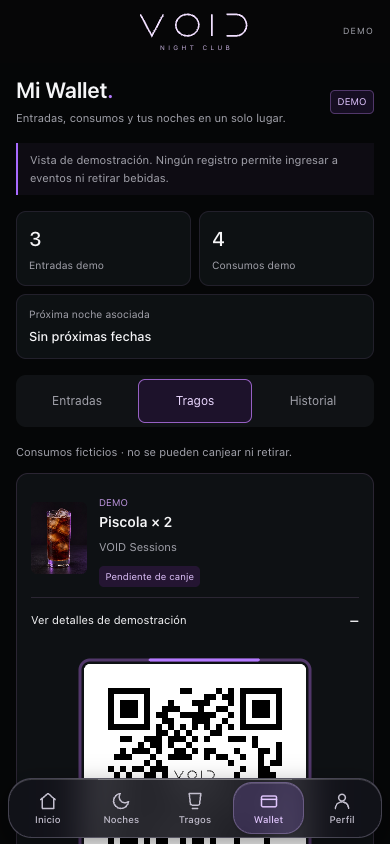 VOID
NIGHT CLUB
DEMO
Mi Wallet.
DEMO
Entradas, consumos y tus noches en un solo lugar.
Vista de demostración. Ningún registro permite ingresar a
eventos ni retirar bebidas.
3
Entradas demo
4
Consumos demo
Próxima noche asociada
Sin próximas fechas
Entradas
Tragos
Historial
Consumos ficticios · no se pueden canjear ni retirar.
DEMO
Piscola × 2
VOID Sessions
Pendiente de canje
Ver detalles de demostración
VOID
Inicio
Noches
Tragos
Wallet
Perfil